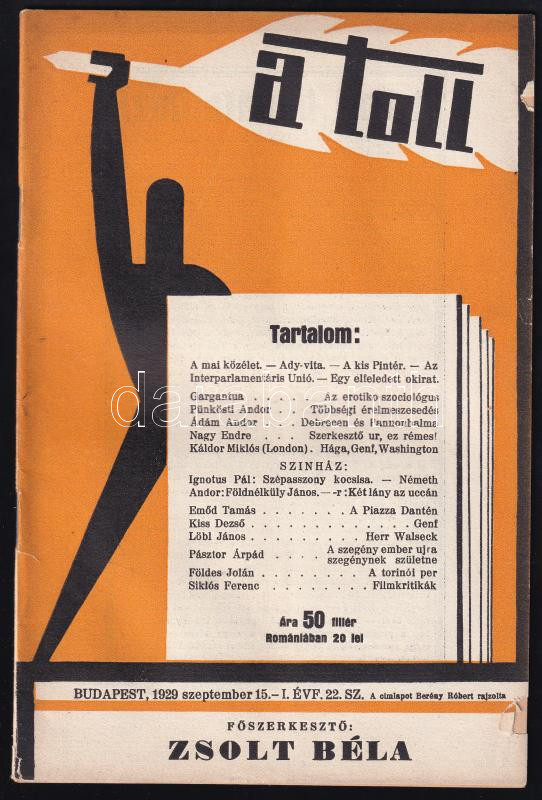 a toll
Tartalom:
A mai közélet. — Ady-vita. — A kis Pintér. — Az
Interparlamentáris Unió. — Egy elfeledett okirat.
Gargantua . . . . . Az erotiko-szociológus
Pünkösti Andor . . . Többségi érelmeszesedés
Ádám Andor . . . Debrecen és Pannonhalma
Nagy Endre . . . Szerkesztő ur, ez rémes!
Káldor Miklós (London) . Hága, Genf, Washington
SZINHÁZ:
Ignotus Pál: Szépasszony kocsisa. — Németh
Andor: Földnélküly János. — -r: Két lány az uccán
Emőd Tamás . . . . . . . A Piazza Dantén
Kiss Dezső . . . . . . . . . . . . Genf
Löbl János . . . . . . . . . Herr Walseck
Pásztor Árpád . . . . . A szegény ember ujra
szegénynek születne
Földes Jolán . . . . . . . . A torinói per
Siklós Ferenc . . . . . . . . Filmkritikák
Ára 50 fillér
Romániában 20 lei
BUDAPEST, 1929 szeptember 15. – I. ÉVF. 22. SZ. A cimlapot Berény Róbert rajzolta
FŐSZERKESZTŐ:
ZSOLT BÉLA